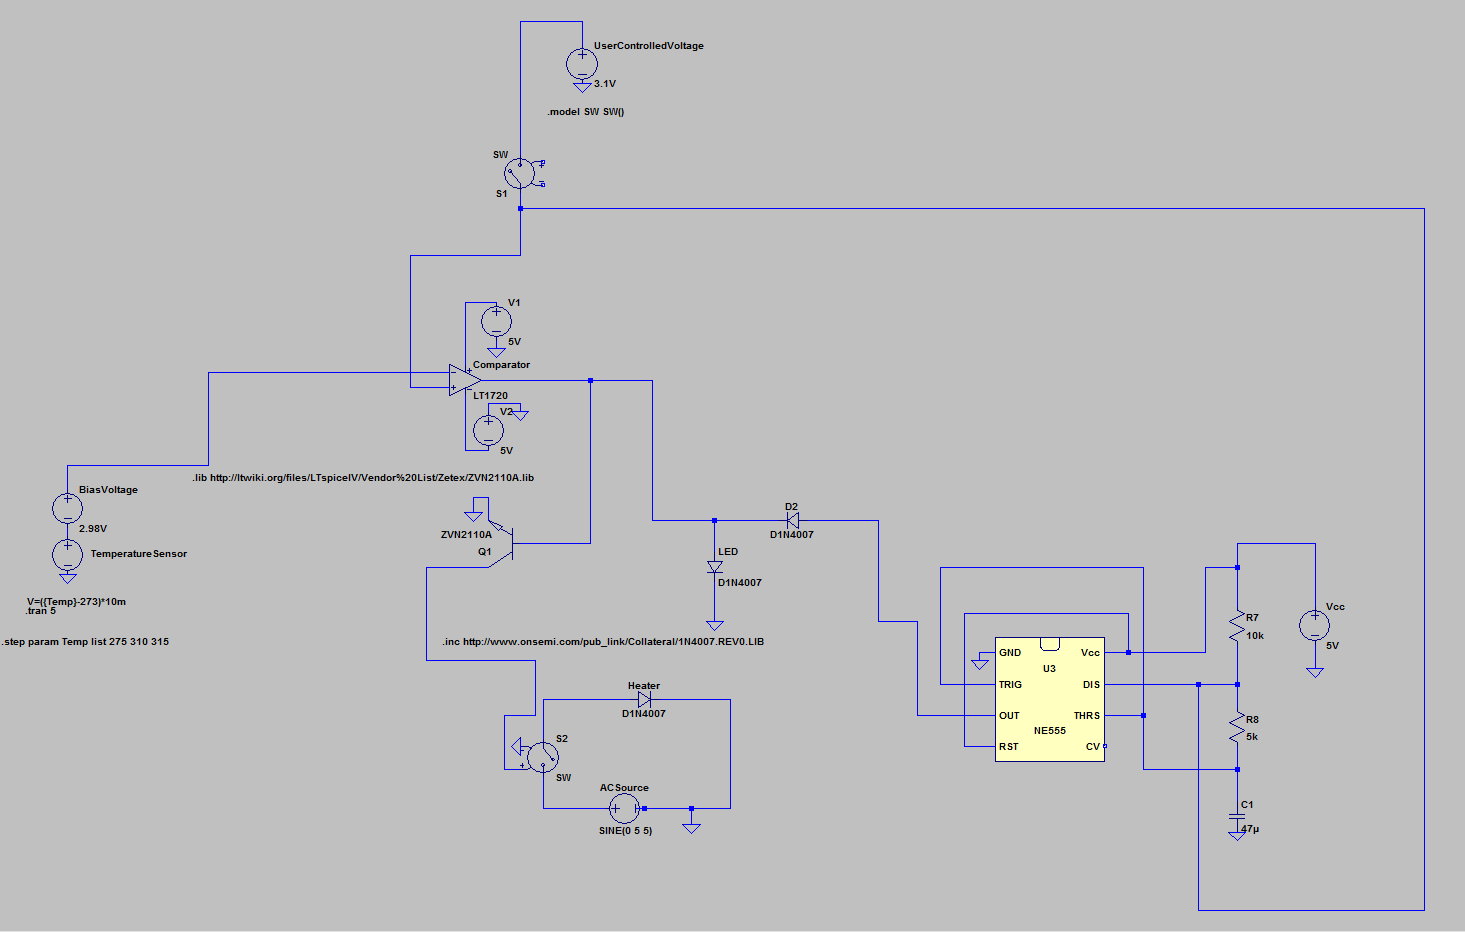 UserControlledVoltage
3.1V
.model SW SW()
SW
S1
V1
5V
Comparator
LT1720
V2
5V
.lib http://ltwiki.org/files/LTspiceIV/Vendor%20List/Zetex/ZVN2110A.lib
BiasVoltage
2.98V
TemperatureSensor
V=({Temp}-273)*10m
.tran 5
.step param Temp list 275 310 315
ZVN2110A
Q1
D2
D1N4007
LED
D1N4007
.inc http://www.onsemi.com/pub_link/Collateral/1N4007.REV0.LIB
Heater
D1N4007
S2
SW
ACSource
SINE(0 5 5)
GND
Vcc
U3
TRIG
DIS
OUT
THRS
NE555
RST
CV
R7
10k
Vcc
5V
R8
5k
C1
47µ